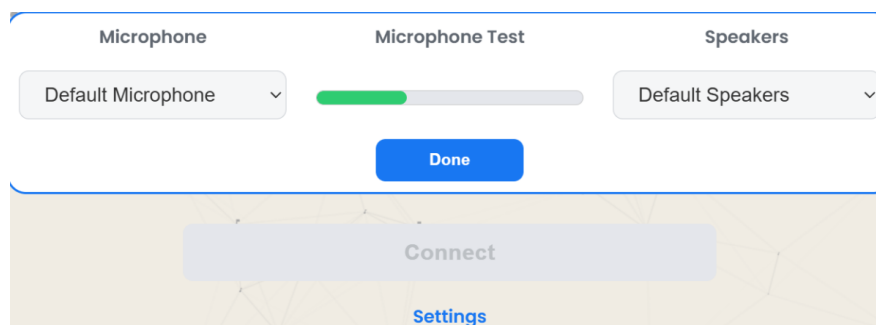 Microphone
Microphone Test
Speakers
Default Microphone
Default Speakers
Done
Connect
Settings